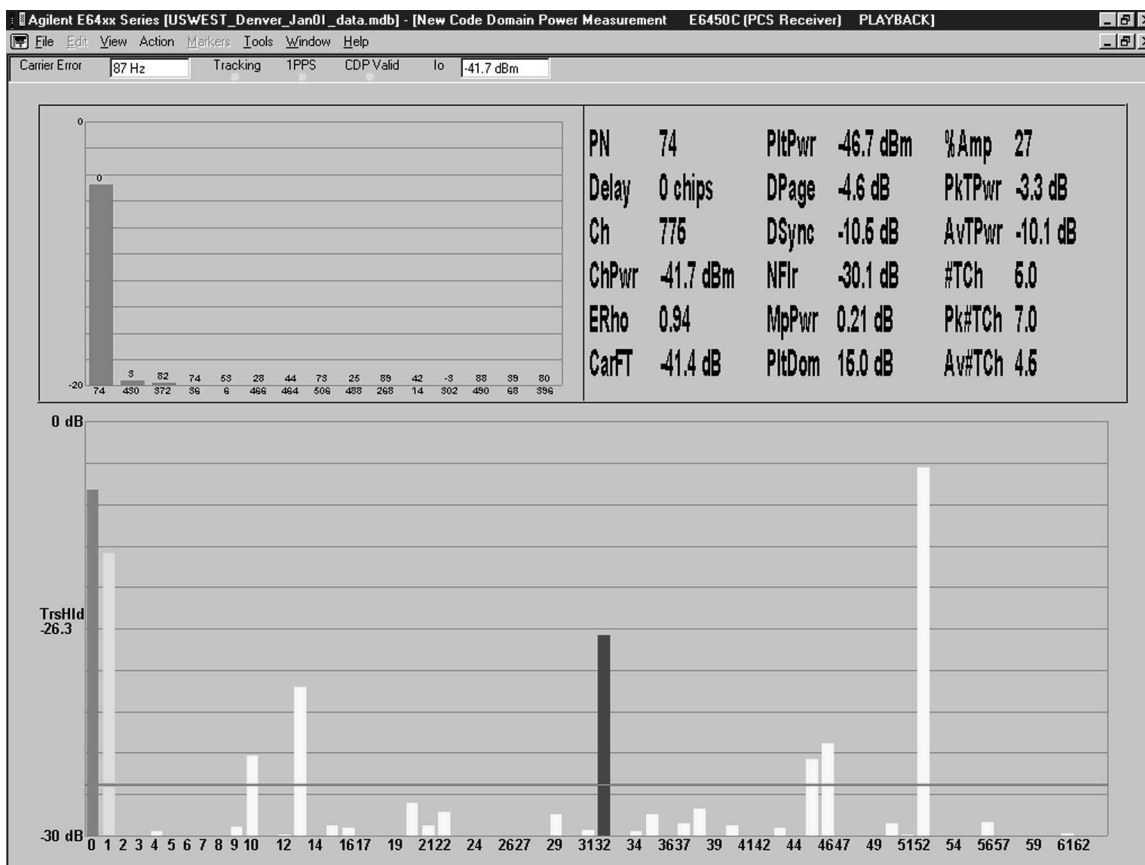 Agilent E64xx Series [USWEST_Denver_Jan01_data.mdb] - [New Code Domain Power Measurement E6450C (PCS Receiver) PLAYBACK]
File Edit View Action Markers Tools Window Help
Carrier Error 87 Hz Tracking 1PPS CDP Valid Io -41.7 dBm
0
0
3 82 74 53 28 44 73 25 89 42 -3 88 39 80
-20
74 430 372 36 6 466 464 506 488 268 14 302 490 68 396
PN 74 PltPwr -46.7 dBm %Amp 27
Delay 0 chips DPage -4.6 dB PkTPwr -3.3 dB
Ch 775 DSync -10.5 dB AvTPwr -10.1 dB
ChPwr -41.7 dBm NFlr -30.1 dB #TCh 5.0
ERho 0.94 MpPwr 0.21 dB Pk#TCh 7.0
CarFT -41.4 dB PltDom 15.0 dB Av#TCh 4.5
0 dB
TrsHld
-26.3
-30 dB
0 1 2 3 4 5 6 7 8 9 10 12 14 1617 19 2122 24 2627 29 3132 34 3637 39 4142 44 4647 49 5152 54 5657 59 6162